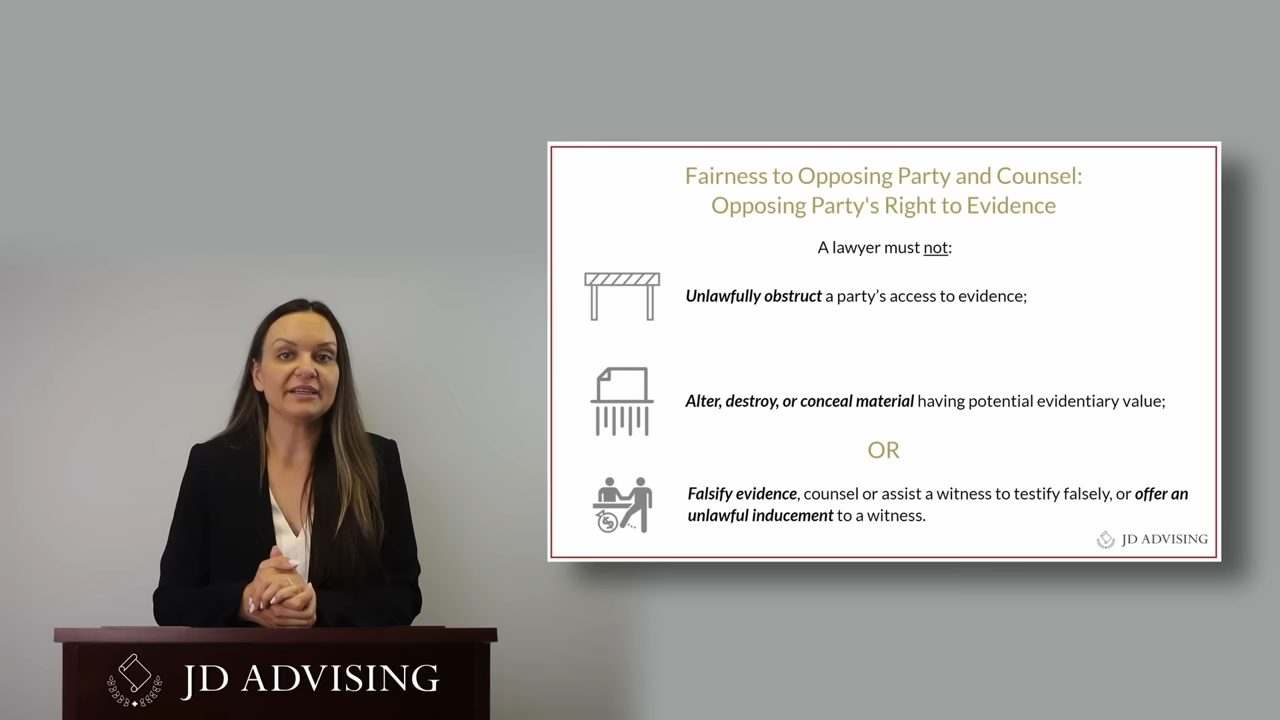 Fairness to Opposing Party and Counsel:
Opposing Party's Right to Evidence
A lawyer must not:
Unlawfully obstruct a party’s access to evidence;
Alter, destroy, or conceal material having potential evidentiary value;
OR
Falsify evidence, counsel or assist a witness to testify falsely, or offer an
unlawful inducement to a witness.
JD ADVISING
JD ADVISING